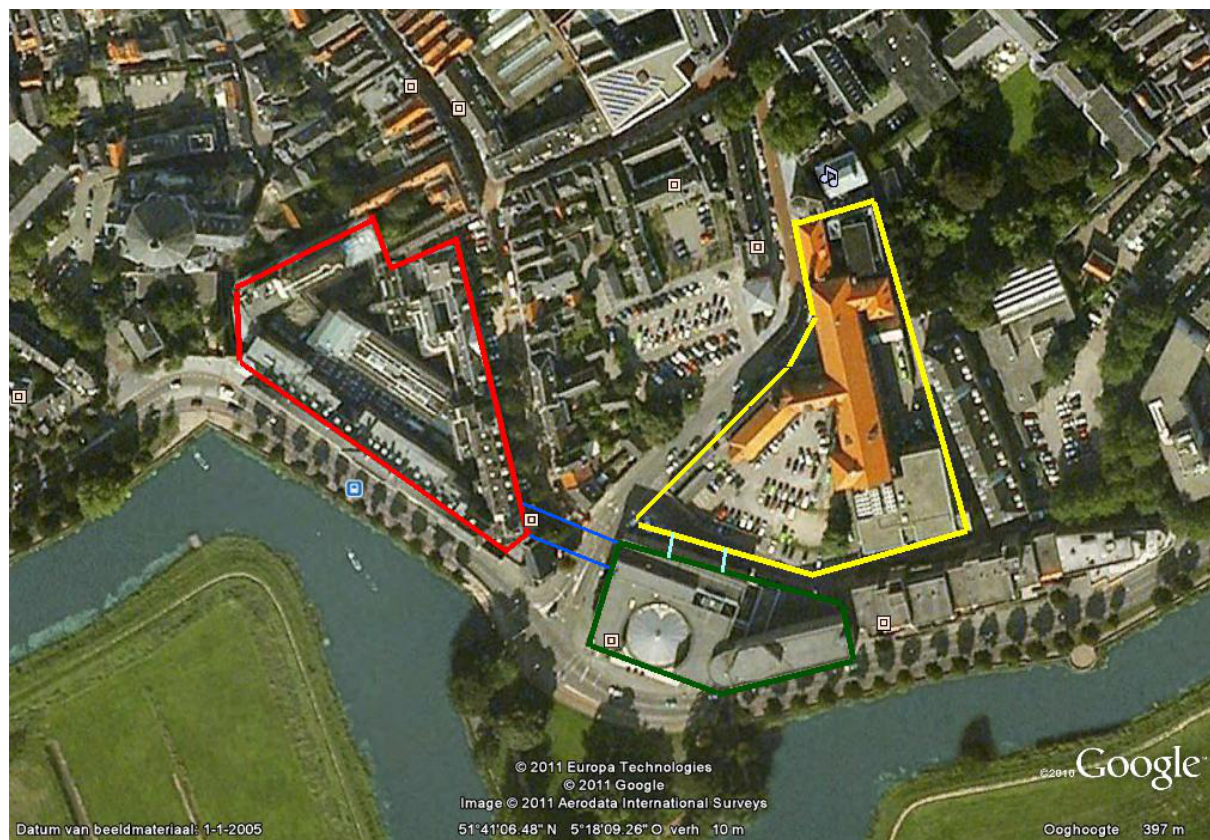 © 2011 Europa Technologies
© 2011 Google
Image © 2011 Aerodata International Surveys
©2010 Google
Datum van beeldmateriaal: 1-1-2005 51°41'06.48" N 5°18'09.26" O verh 10 m Ooghoogte 397 m